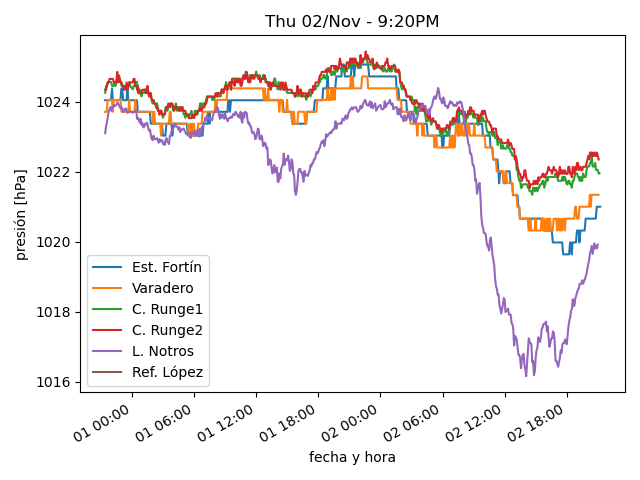 Thu 02/Nov - 9:20PM
presión [hPa]
1024
1022
1020
1018
1016
Est. Fortín
Varadero
C. Runge1
C. Runge2
L. Notros
Ref. López
01 00:00
01 06:00
01 12:00
01 18:00
02 00:00
02 06:00
02 12:00
02 18:00
fecha y hora